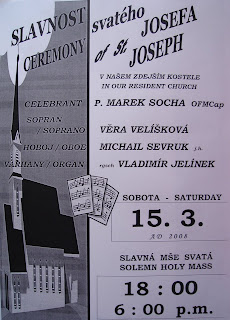 SLAVNOST svatého JOSEFA
CEREMONY of St. JOSEPH
V NAŠEM ZDEJŠÍM KOSTELE
IN OUR RESIDENT CHURCH
CELEBRANT P. MAREK SOCHA OFMCap
SOPRAN / SOPRANO VĚRA VELÍŠKOVÁ
HOBOJ / OBOE MICHAIL SEVRUK j.h.
VARHANY / ORGAN VLADIMÍR JELÍNEK
SOBOTA - SATURDAY
15. 3.
AD 2008
SLAVNÁ MŠE SVATÁ
SOLEMN HOLY MASS
18 : 00
6 : 00 p.m.